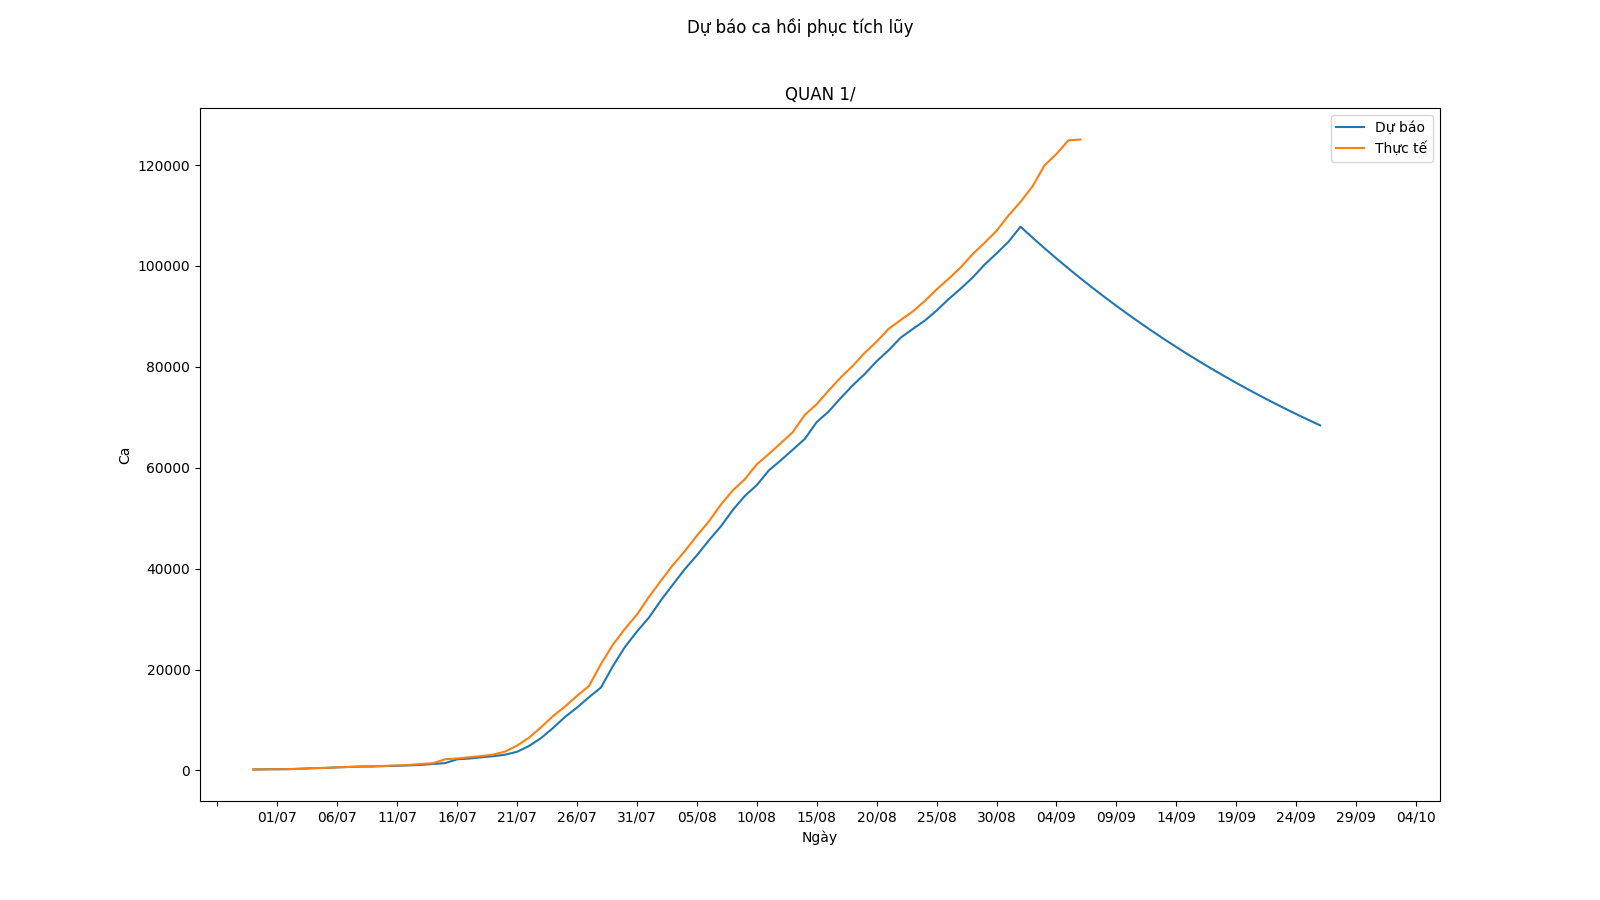 Dự báo ca hồi phục tích lũy
QUAN 1/
Dự báo
Thực tế
120000
100000
80000
60000
40000
20000
0
Ca
01/07 06/07 11/07 16/07 21/07 26/07 31/07 05/08 10/08 15/08 20/08 25/08 30/08 04/09 09/09 14/09 19/09 24/09 29/09 04/10
Ngày